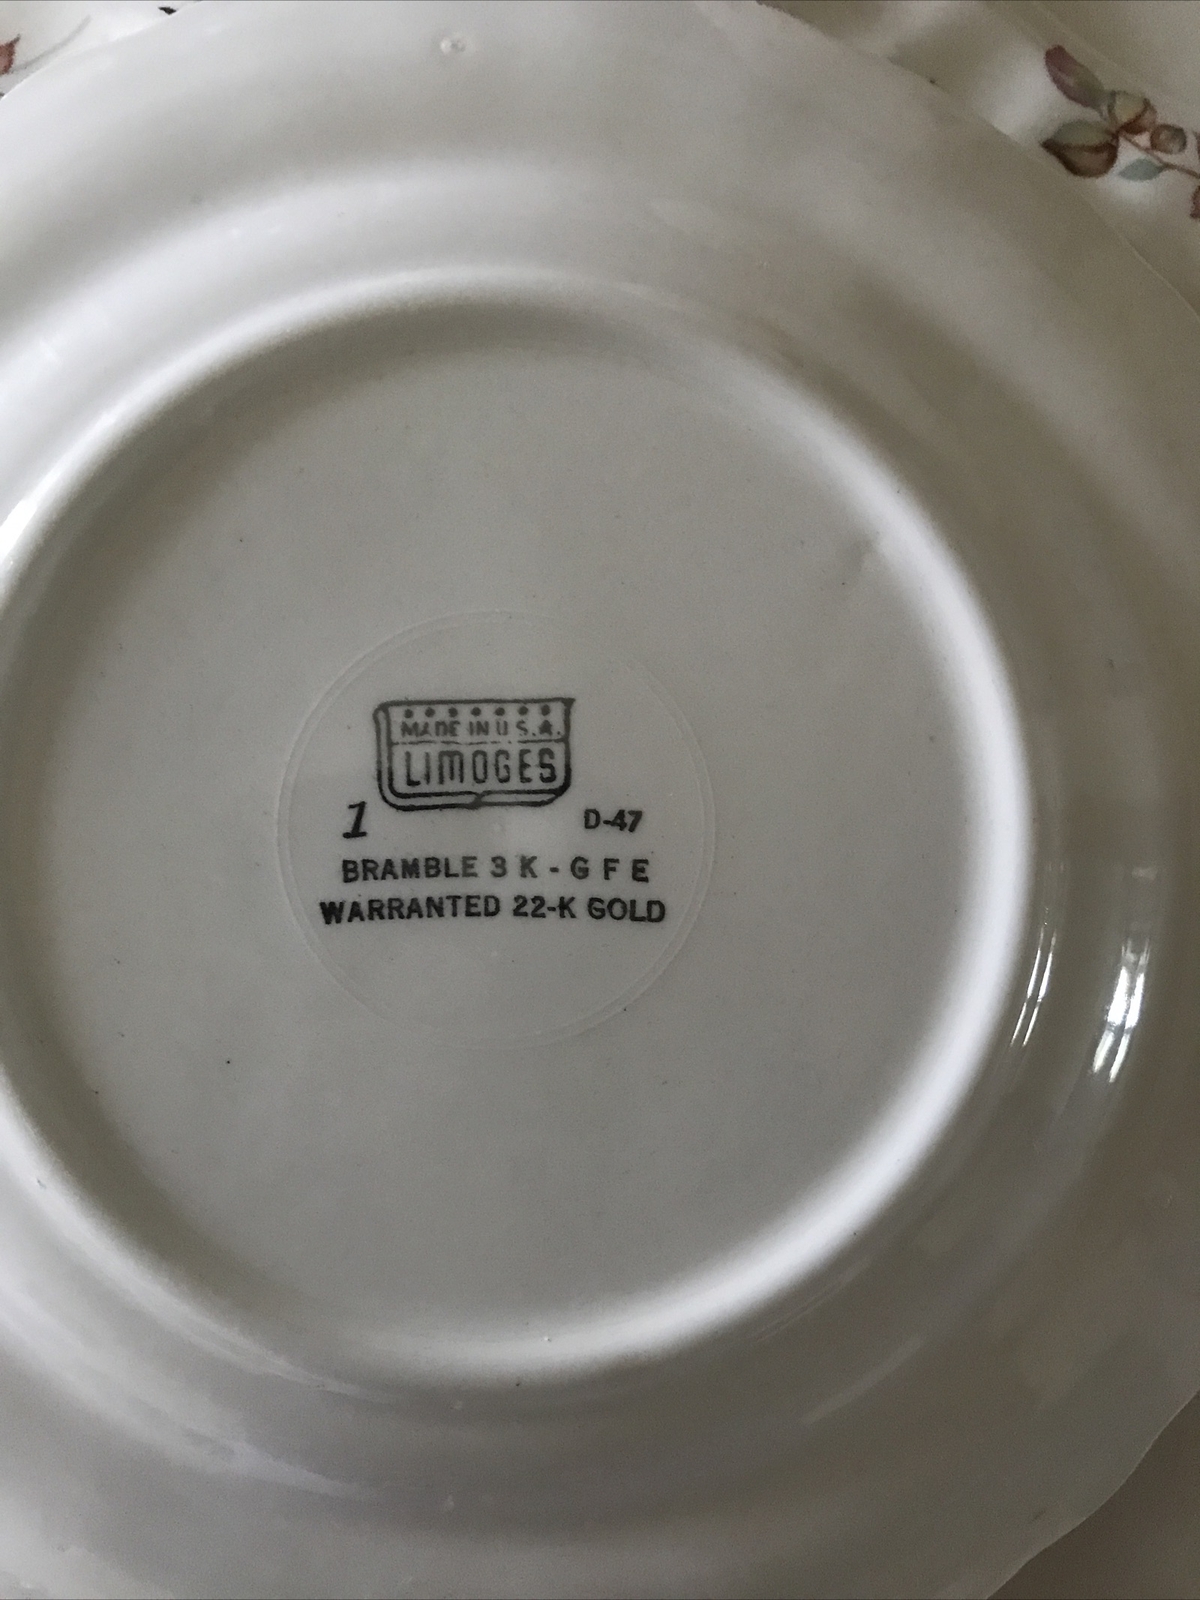 MADE IN U.S.A.
LIMOGES
1 D-47
BRAMBLE 3 K - G F E
WARRANTED 22-K GOLD